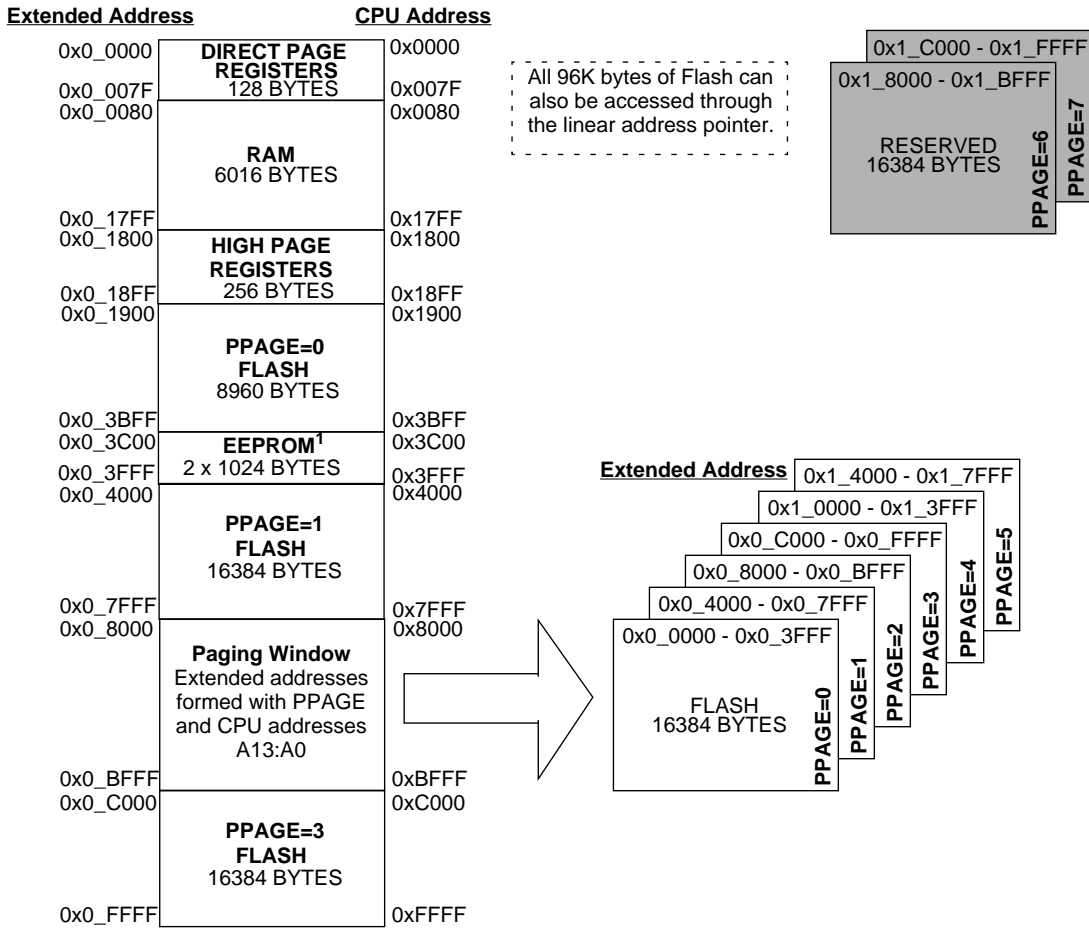 Extended Address
CPU Address
0x0_0000
DIRECT PAGE
REGISTERS
128 BYTES
0x0000
0x0_007F
0x007F
0x0_0080
0x0080
RAM
6016 BYTES
0x0_17FF
0x17FF
0x0_1800
0x1800
HIGH PAGE
REGISTERS
256 BYTES
0x0_18FF
0x18FF
0x0_1900
0x1900
PPAGE=0
FLASH
8960 BYTES
0x0_3BFF
0x3BFF
0x0_3C00
0x3C00
EEPROM¹
2 x 1024 BYTES
0x0_3FFF
0x3FFF
0x0_4000
0x4000
PPAGE=1
FLASH
16384 BYTES
0x0_7FFF
0x7FFF
0x0_8000
0x8000
Paging Window
Extended addresses
formed with PPAGE
and CPU addresses
A13:A0
0x0_BFFF
0xBFFF
0x0_C000
0xC000
PPAGE=3
FLASH
16384 BYTES
0x0_FFFF
0xFFFF
All 96K bytes of Flash can
also be accessed through
the linear address pointer.
0x1_C000 - 0x1_FFFF
PPAGE=7
0x1_8000 - 0x1_BFFF
RESERVED
16384 BYTES
PPAGE=6
Extended Address
0x1_4000 - 0x1_7FFF
PPAGE=5
0x1_0000 - 0x1_3FFF
PPAGE=4
0x0_C000 - 0x0_FFFF
PPAGE=3
0x0_8000 - 0x0_BFFF
PPAGE=2
0x0_4000 - 0x0_7FFF
PPAGE=1
0x0_0000 - 0x0_3FFF
FLASH
16384 BYTES
PPAGE=0